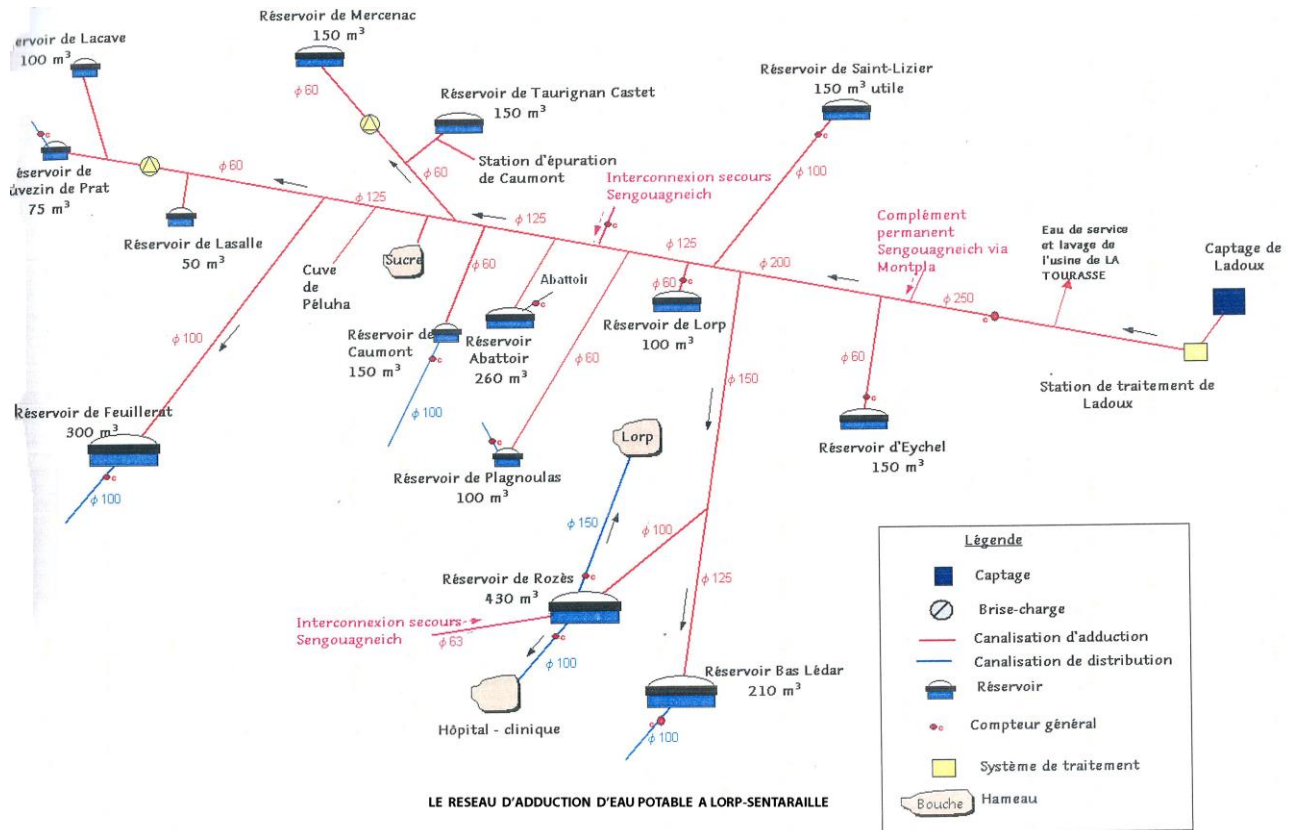 Réservoir de Mercenac
150 m³
ervoir de Lacave
100 m³
Réservoir de Saint-Lizier
150 m³ utile
Réservoir de Taurignan Castet
150 m³
Station d'épuration
de Caumont
Interconnexion secours
Sengouagneich
éservoir de
uvezin de Prat
75 m³
Réservoir de Lasalle
50 m³
Cuve
de
Péluha
Sucre
Abattoir
Réservoir de
Caumont
150 m³
Réservoir
Abattoir
260 m³
Réservoir de Lorp
100 m³
Complément
permanent
Sengouagneich via
Montpla
Eau de service
et lavage de
l'usine de LA
TOURASSE
Captage de
Ladoux
Station de traitement de
Ladoux
Réservoir d'Eychel
150 m³
Réservoir de Feuillerat
300 m³
Réservoir de Plagnoulas
100 m³
Lorp
Réservoir de Rozès
430 m³
Interconnexion secours
Sengouagneich
Hôpital - clinique
Réservoir Bas Lédar
210 m³
ϕ 60
ϕ 60
ϕ 60
ϕ 125
ϕ 125
ϕ 125
ϕ 100
ϕ 200
ϕ 250
ϕ 60
ϕ 60
ϕ 60
ϕ 60
ϕ 100
ϕ 100
ϕ 100
ϕ 150
ϕ 150
ϕ 100
ϕ 125
ϕ 63
ϕ 100
ϕ 100
c
c
c
c
c
c
c
c
c
c
c
c
c
Légende
Captage
Brise-charge
Canalisation d'adduction
Canalisation de distribution
Réservoir
c
Compteur général
Système de traitement
Bouche
Hameau
LE RESEAU D'ADDUCTION D'EAU POTABLE A LORP-SENTARAILLE